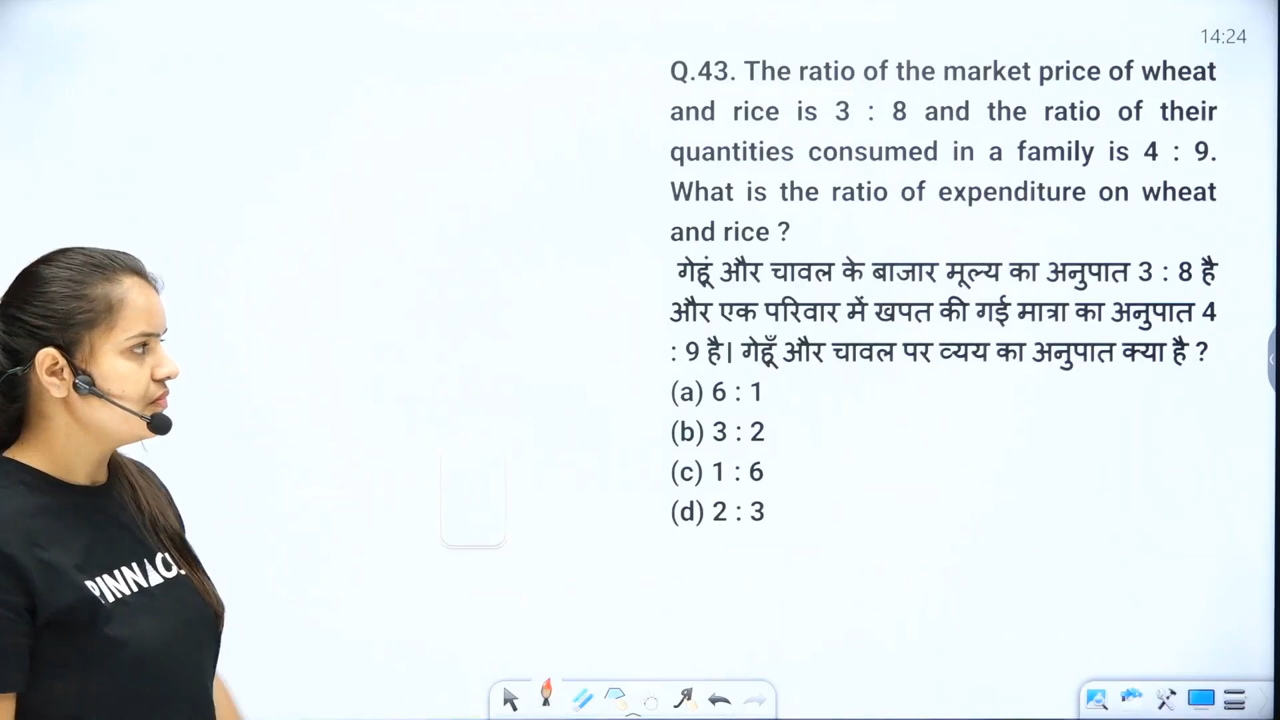 14:24
Q.43. The ratio of the market price of wheat
and rice is 3 : 8 and the ratio of their
quantities consumed in a family is 4 : 9.
What is the ratio of expenditure on wheat
and rice ?
गेहूं और चावल के बाजार मूल्य का अनुपात 3 : 8 है
और एक परिवार में खपत की गई मात्रा का अनुपात 4
: 9 है। गेहूँ और चावल पर व्यय का अनुपात क्या है ?
(a) 6 : 1
(b) 3 : 2
(c) 1 : 6
(d) 2 : 3